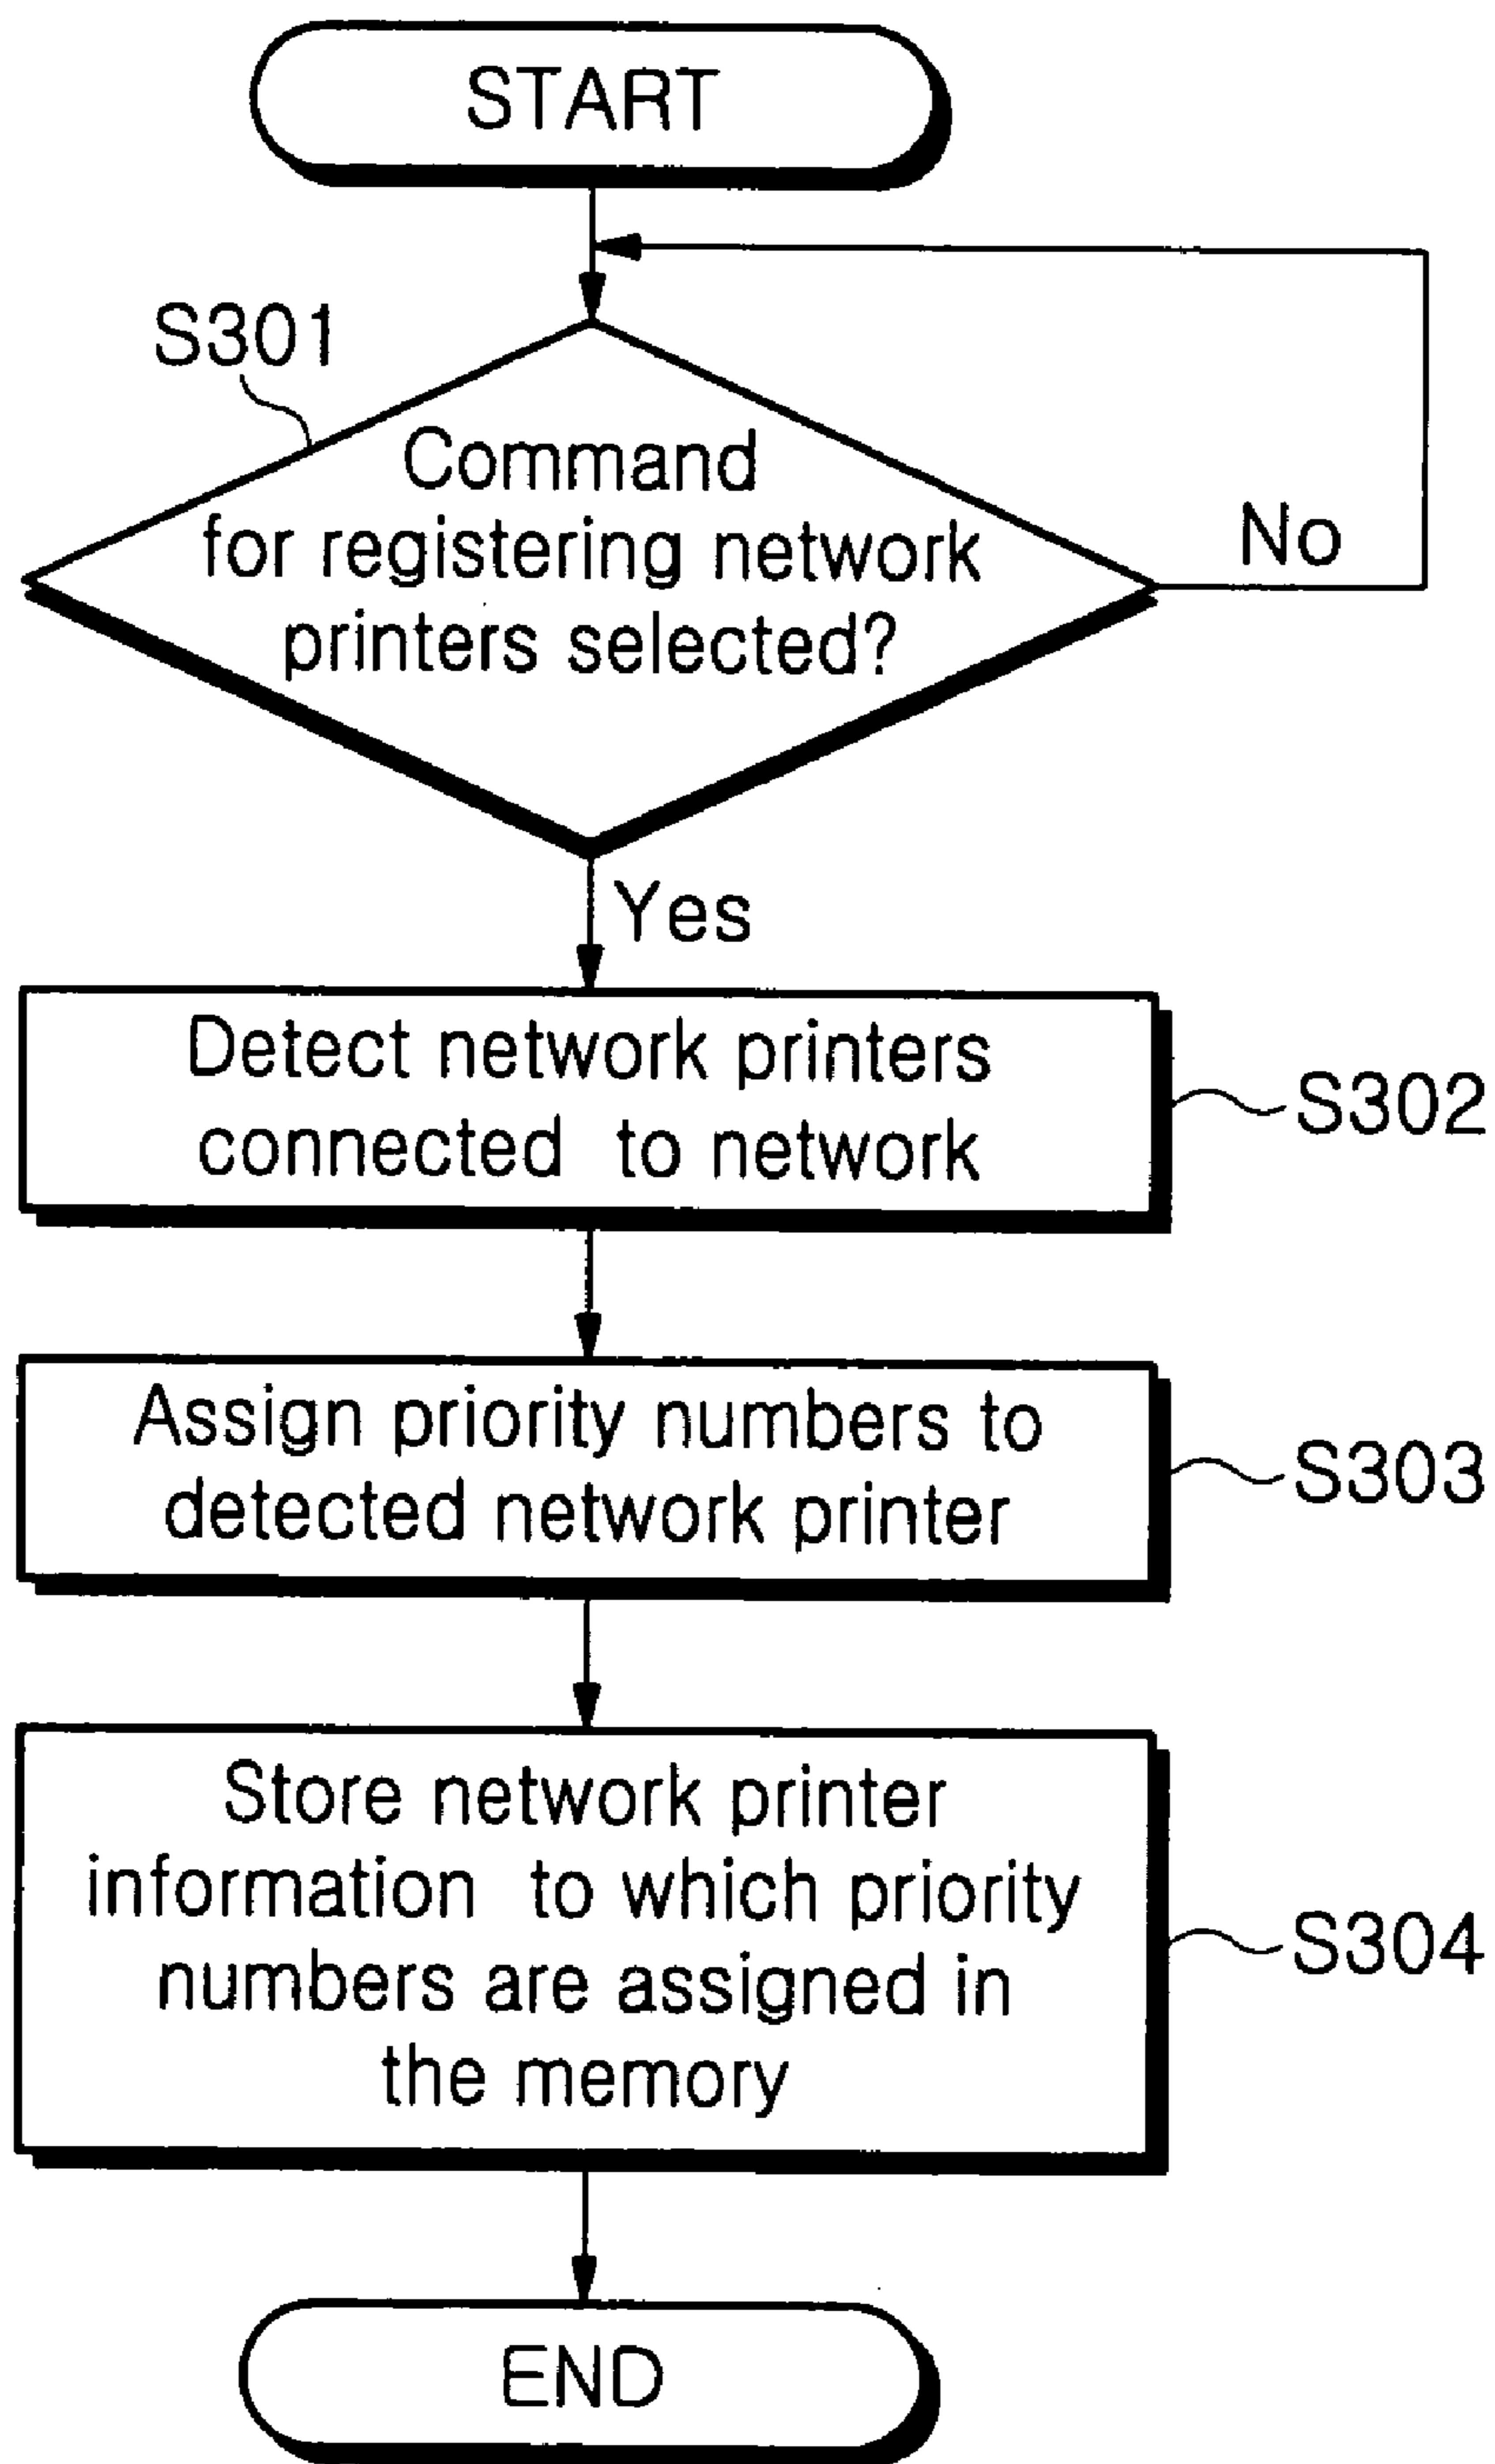 START
S301
Command
for registering network
printers selected?
No
Yes
Detect network printers
connected to network
S302
Assign priority numbers to
detected network printer
S303
Store network printer
information to which priority
numbers are assigned in
the memory
S304
END